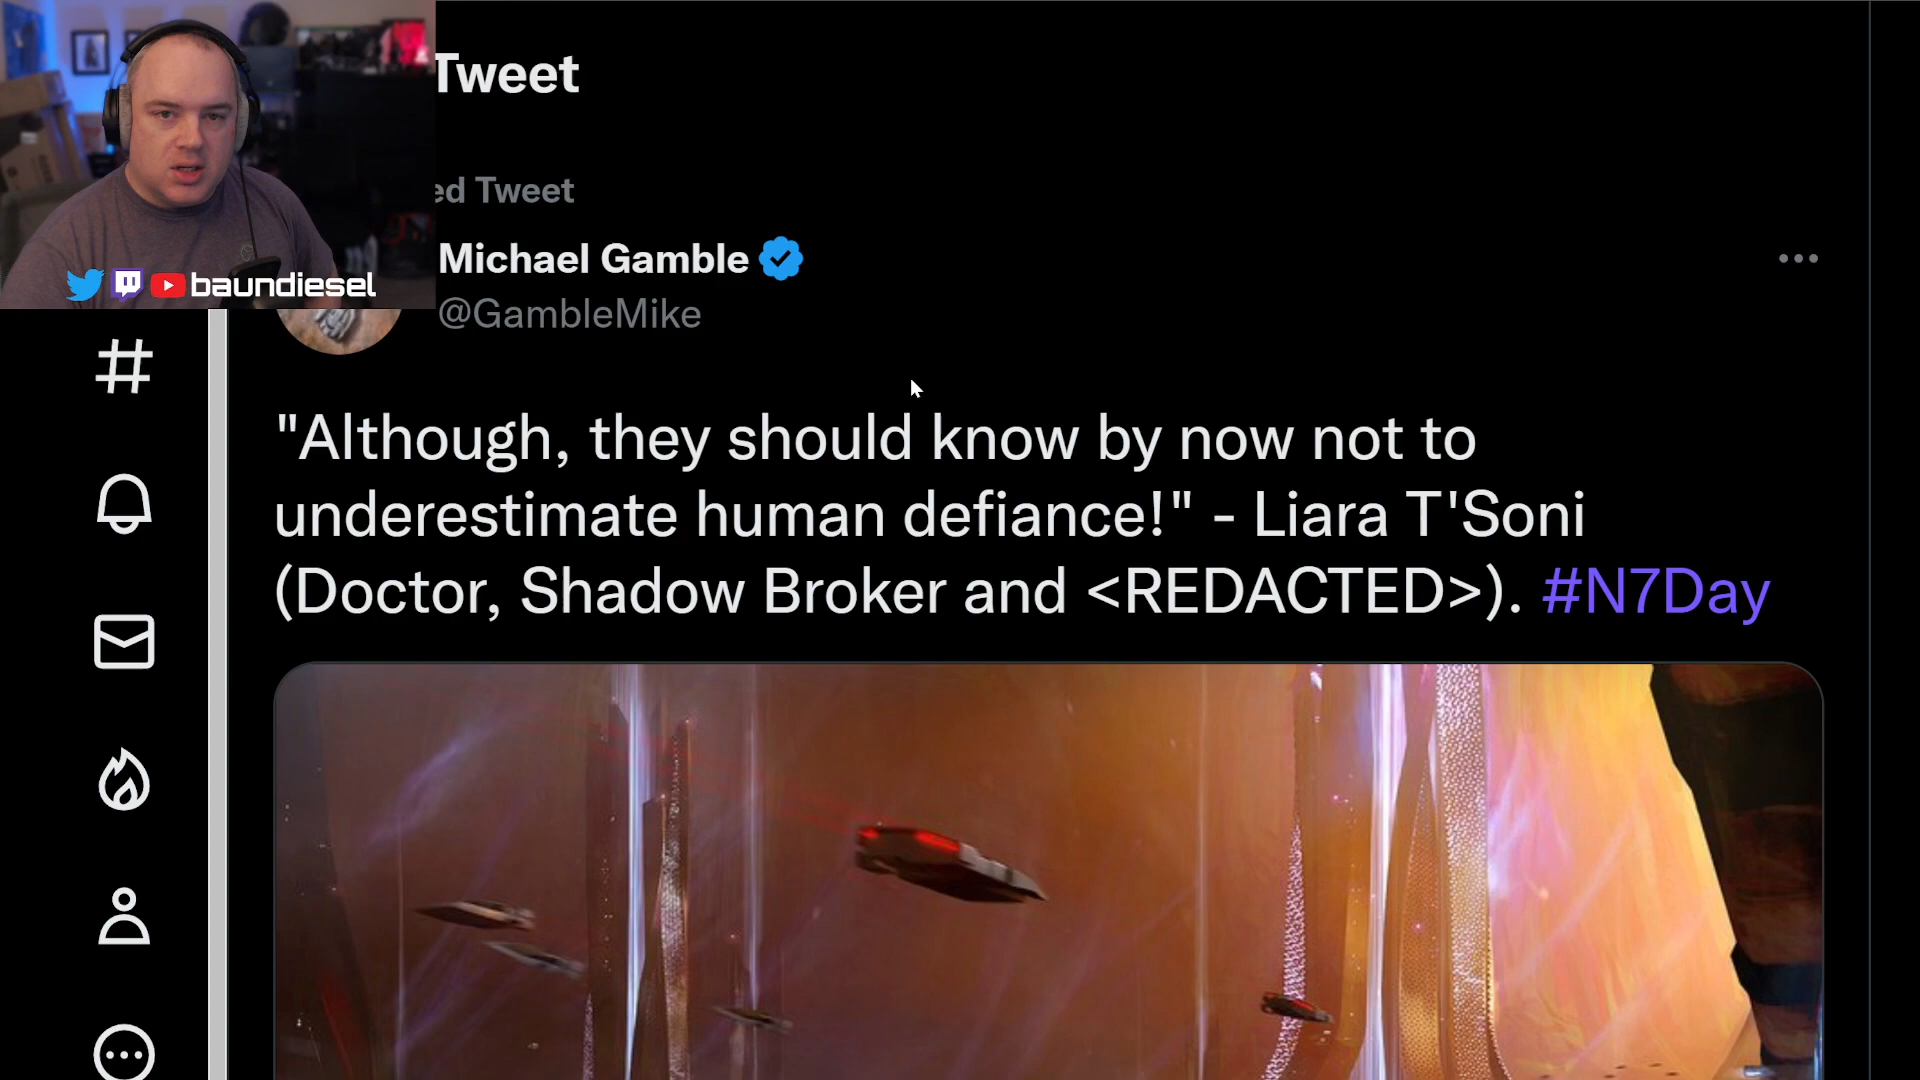 Tweet
ed Tweet
Michael Gamble
@GambleMike
baundiesel
"Although, they should know by now not to
underestimate human defiance!" - Liara T'Soni
(Doctor, Shadow Broker and <REDACTED>). #N7Day